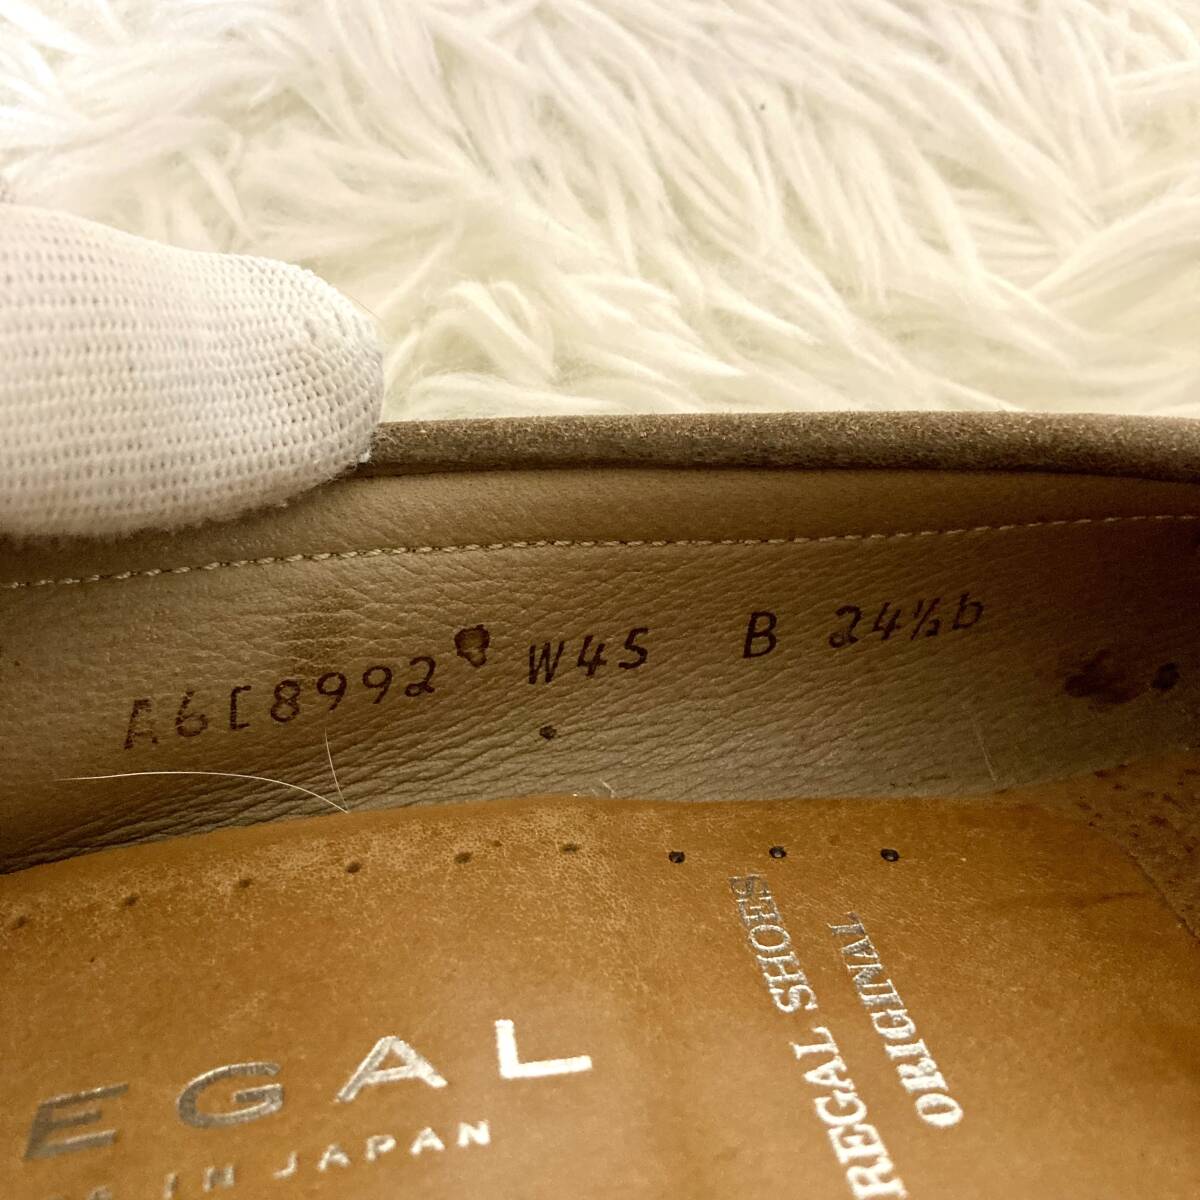 A6C8992 W45 B 24½b
REGAL SHOES
ORIGINAL
EGAL
IN JAPAN